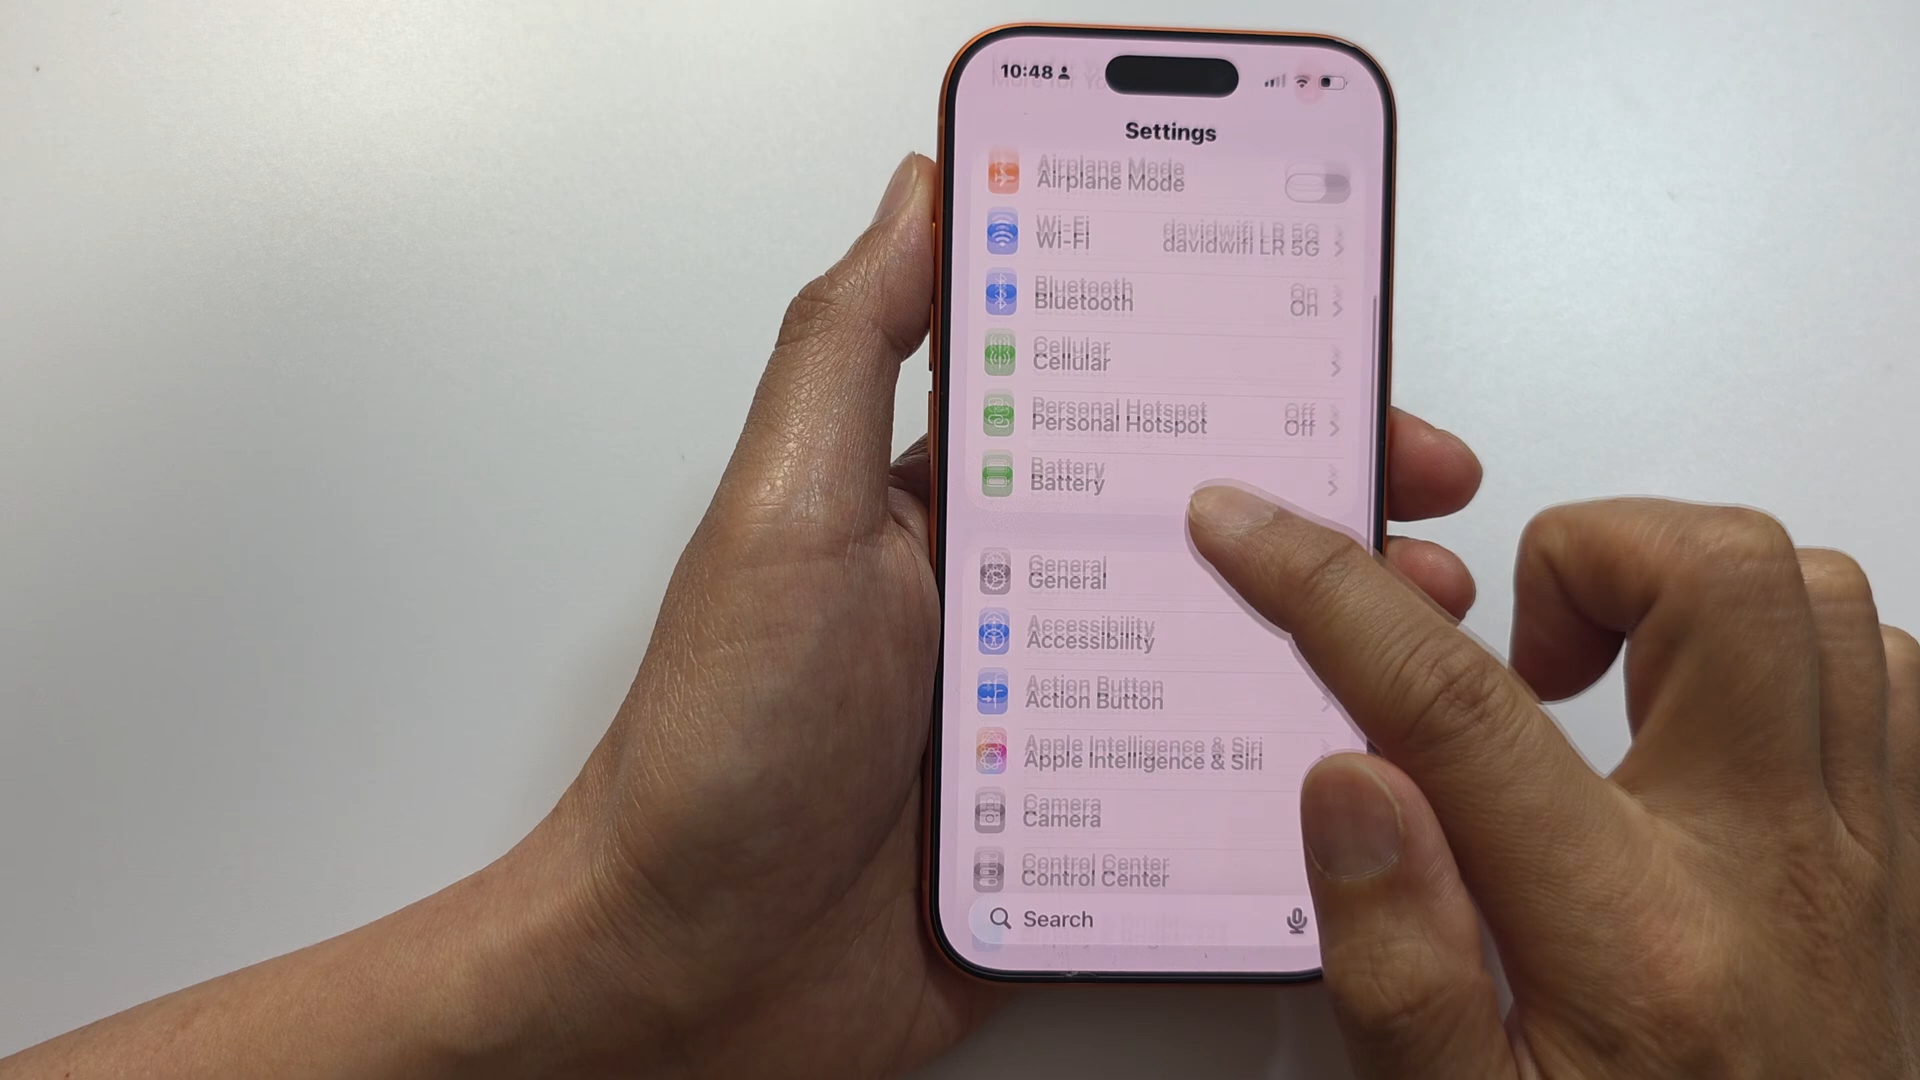 10:48
Settings
Airplane Mode
Wi-Fi davidwifi LR 5G
Bluetooth On
Cellular
Personal Hotspot Off
Battery
General
Accessibility
Action Button
Apple Intelligence & Siri
Camera
Control Center
Search